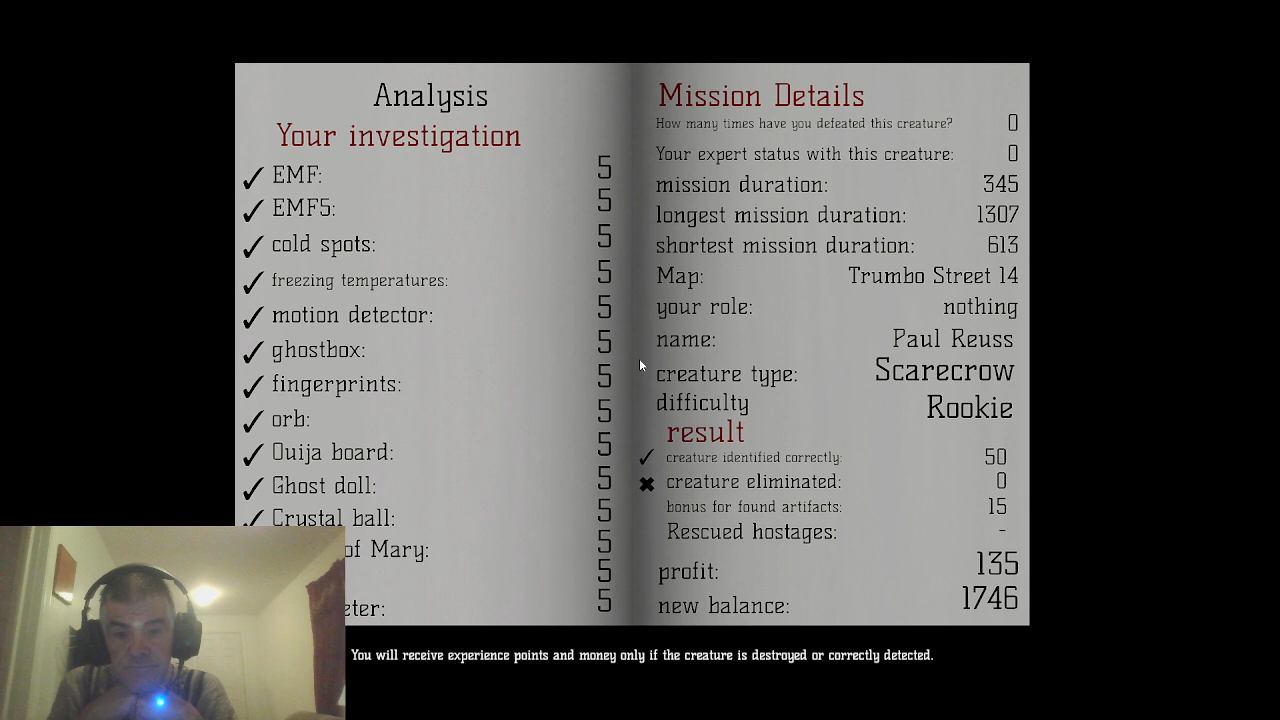 Analysis
Your investigation
EMF: 5
EMF5: 5
cold spots: 5
freezing temperatures: 5
motion detector: 5
ghostbox: 5
fingerprints: 5
orb: 5
Ouija board: 5
Ghost doll: 5
Crystal ball: 5
of Mary: 5
5
eter: 5
Mission Details
How many times have you defeated this creature? 0
Your expert status with this creature: 0
mission duration: 345
longest mission duration: 1307
shortest mission duration: 613
Map: Trumbo Street 14
your role: nothing
name: Paul Reuss
creature type: Scarecrow
difficulty Rookie
result
creature identified correctly: 50
creature eliminated: 0
bonus for found artifacts: 15
Rescued hostages: -
profit: 135
new balance: 1746
You will receive experience points and money only if the creature is destroyed or correctly detected.